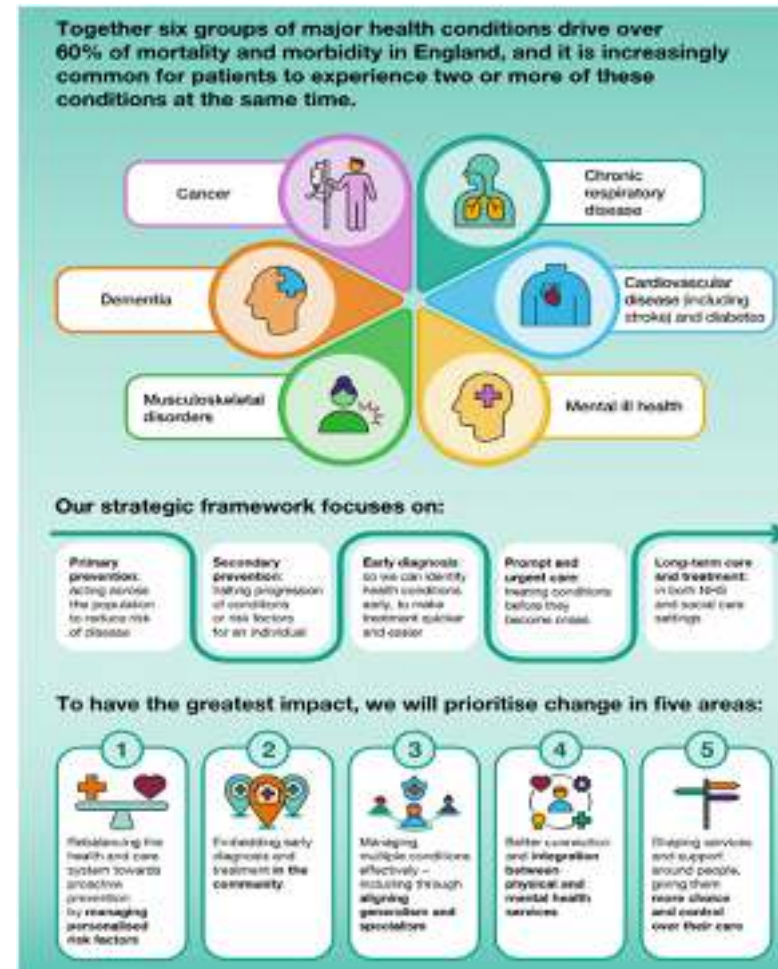 Together six groups of major health conditions drive over
60% of mortality and morbidity in England, and it is increasingly
common for patients to experience two or more of these
conditions at the same time.
Cancer
Chronic
respiratory
disease
Dementia
Cardiovascular
disease (including
stroke) and diabetes
Musculoskeletal
disorders
Mental ill health
Our strategic framework focuses on:
Primary
prevention:
acting across
the population
to reduce risk
of disease
Secondary
prevention:
halting progression
of conditions
or risk factors
for an individual
Early diagnosis:
so we can identify
health conditions
early, to make
treatment quicker
and easier
Prompt and
urgent care:
treating conditions
before they
become crises
Long-term care
and treatment:
in both NHS
and social care
settings
To have the greatest impact, we will prioritise change in five areas:
1
Rebalancing the
health and care
system towards
proactive
prevention
by managing
personalised
risk factors
2
Embedding early
diagnosis and
treatment in the
community
3
Managing
multiple conditions
effectively –
including through
aligning
generalism and
specialism
4
Better connection
and integration
between
physical and
mental health
services
5
Shaping services
and support
around people,
giving them
more choice
and control
over their care